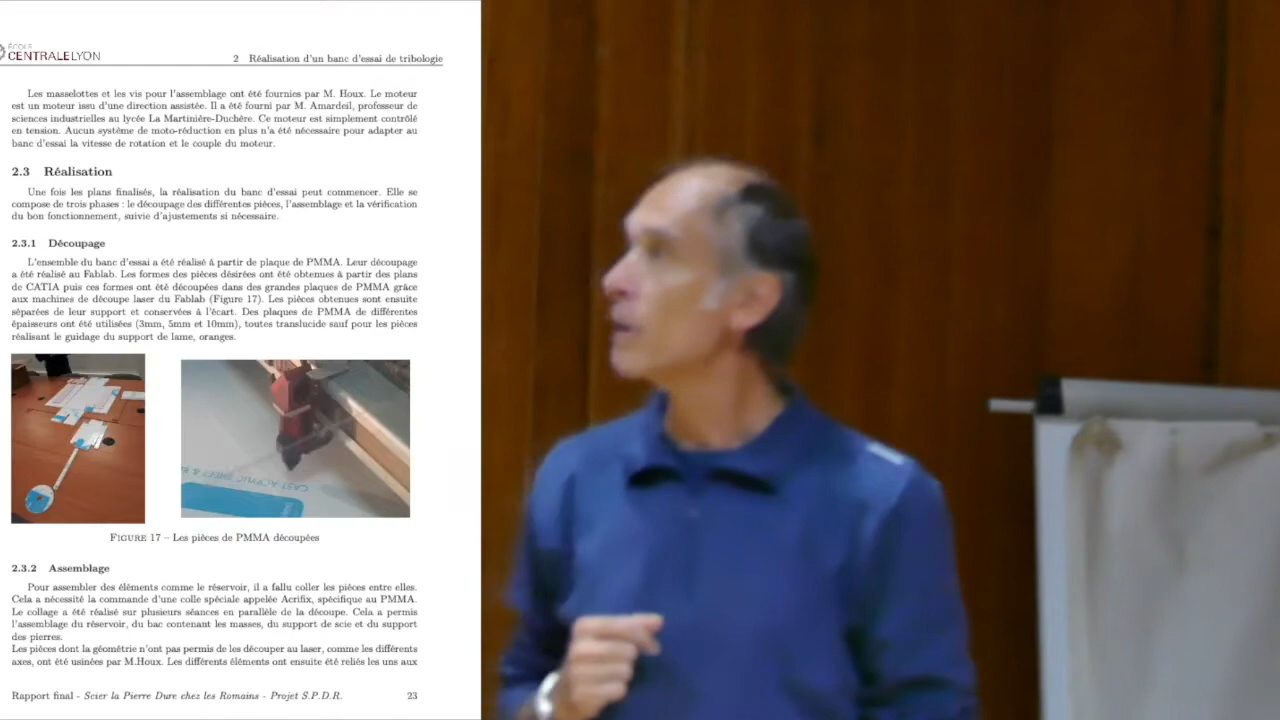 ÉCOLE
CENTRALELYON
2 Réalisation d'un banc d'essai de tribologie
Les masselottes et les vis pour l'assemblage ont été fournies par M. Houx. Le moteur
est un moteur issu d'une direction assistée. Il a été fourni par M. Amardeil, professeur de
sciences industrielles au lycée La Martinière-Duchère. Ce moteur est simplement contrôlé
en tension. Aucun système de moto-réduction en plus n'a été nécessaire pour adapter au
banc d'essai la vitesse de rotation et le couple du moteur.
2.3 Réalisation
Une fois les plans finalisés, la réalisation du banc d'essai peut commencer. Elle se
compose de trois phases : le découpage des différentes pièces, l'assemblage et la vérification
du bon fonctionnement, suivie d'ajustements si nécessaire.
2.3.1 Découpage
L'ensemble du banc d'essai a été réalisé à partir de plaque de PMMA. Leur découpage
a été réalisé au Fablab. Les formes des pièces désirées ont été obtenues à partir des plans
de CATIA puis ces formes ont été découpées dans des grandes plaques de PMMA grâce
aux machines de découpe laser du Fablab (Figure 17). Les pièces obtenues sont ensuite
séparées de leur support et conservées à l'écart. Des plaques de PMMA de différentes
épaisseurs ont été utilisées (3mm, 5mm et 10mm), toutes translucide sauf pour les pièces
réalisant le guidage du support de lame, oranges.
CAST ACRYLIC SHEET &
FIGURE 17 – Les pièces de PMMA découpées
2.3.2 Assemblage
Pour assembler des éléments comme le réservoir, il a fallu coller les pièces entre elles.
Cela a nécessité la commande d'une colle spéciale appelée Acrifix, spécifique au PMMA.
Le collage a été réalisé sur plusieurs séances en parallèle de la découpe. Cela a permis
l'assemblage du réservoir, du bac contenant les masses, du support de scie et du support
des pierres.
Les pièces dont la géométrie n'ont pas permis de les découper au laser, comme les différents
axes, ont été usinées par M.Houx. Les différents éléments ont ensuite été reliés les uns aux
Rapport final - Scier la Pierre Dure chez les Romains - Projet S.P.D.R. 23